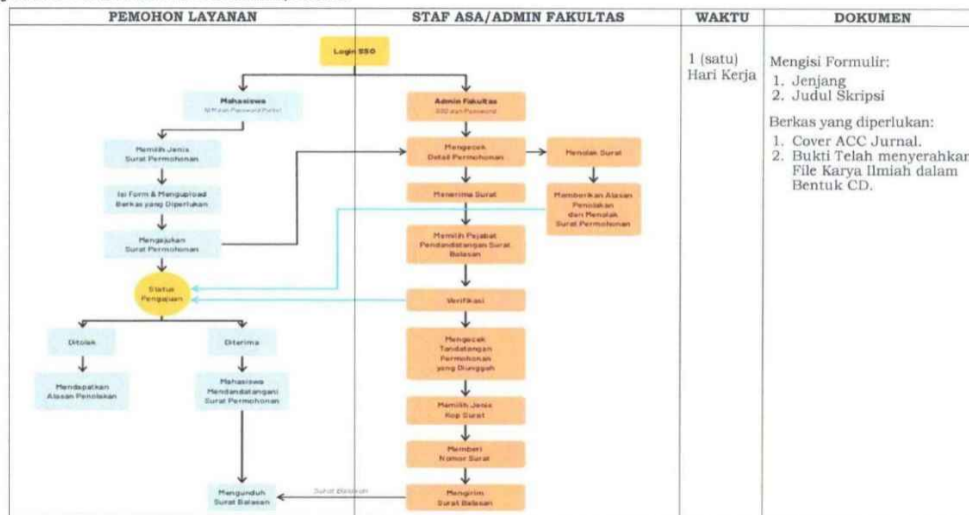 PEMOHON LAYANAN
STAF ASA/ADMIN FAKULTAS
WAKTU
DOKUMEN
Login SSO
Mahasiswa
Admin Fakultas
SSO dan Password
Memilih Jenis
Surat Permohonan
Isi Form & Mengupload
Berkas yang Diperlukan
Mengajukan
Surat Permohonan
Status
Pengajuan
Ditolak
Diterima
Mendapatkan
Alasan Penolakan
Mahasiswa
Mendandatangani
Surat Permohonan
Mengunduh
Surat Balasan
Surat Balasan
Mengecek
Detail Permohonan
Menolak Surat
Menerima Surat
Memberikan Alasan
Penolakan
dan Menolak
Surat Permohonan
Memilih Pejabat
Pendandatangan Surat
Balasan
Verifikasi
Mengecek
Tandatangan
Permohonan
yang Diunggah
Memilih Jenis
Kop Surat
Memberi
Nomor Surat
Mengirim
Surat Balasan
1 (satu)
Hari Kerja
Mengisi Formulir:
1. Jenjang
2. Judul Skripsi
Berkas yang diperlukan:
1. Cover ACC Jurnal.
2. Bukti Telah menyerahkan
File Karya Ilmiah dalam
Bentuk CD.